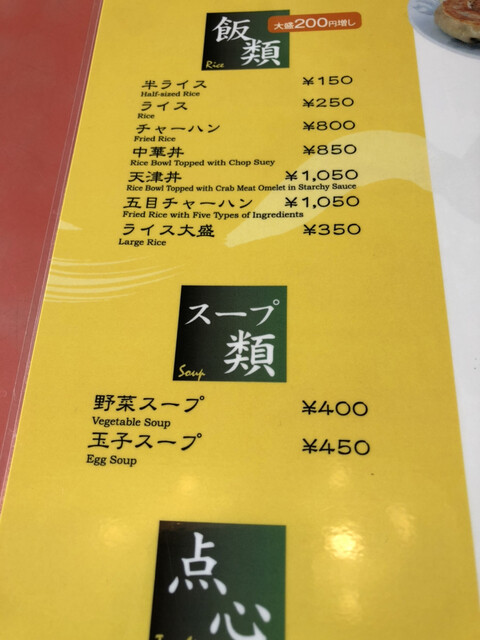 飯類
Rice
大盛200円増し
半ライス ¥150
Half-sized Rice
ライス ¥250
Rice
チャーハン ¥800
Fried Rice
中華丼 ¥850
Rice Bowl Topped with Chop Suey
天津丼 ¥1,050
Rice Bowl Topped with Crab Meat Omelet in Starchy Sauce
五目チャーハン ¥1,050
Fried Rice with Five Types of Ingredients
ライス大盛 ¥350
Large Rice
スープ類
Soup
野菜スープ ¥400
Vegetable Soup
玉子スープ ¥450
Egg Soup
点心